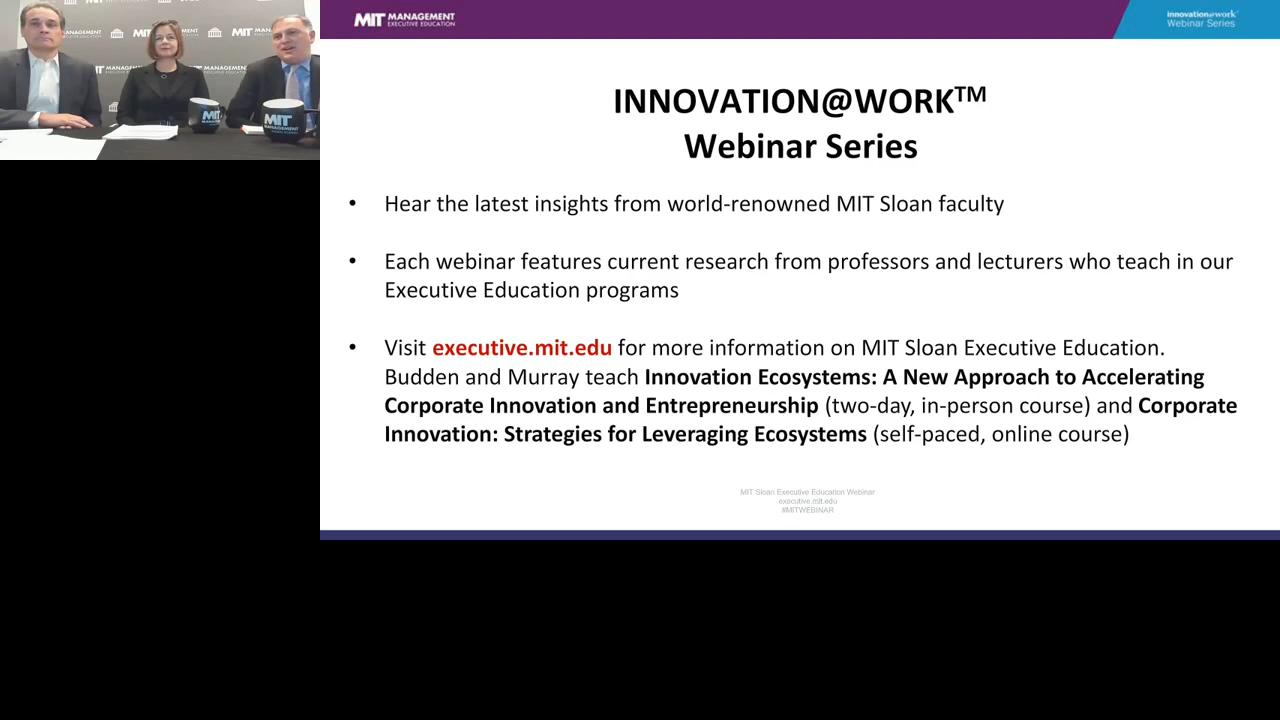 MIT MANAGEMENT
EXECUTIVE EDUCATION
innovation@work
Webinar Series
INNOVATION@WORK™
Webinar Series
• Hear the latest insights from world-renowned MIT Sloan faculty
• Each webinar features current research from professors and lecturers who teach in our
Executive Education programs
• Visit executive.mit.edu for more information on MIT Sloan Executive Education.
Budden and Murray teach Innovation Ecosystems: A New Approach to Accelerating
Corporate Innovation and Entrepreneurship (two-day, in-person course) and Corporate
Innovation: Strategies for Leveraging Ecosystems (self-paced, online course)
MIT Sloan Executive Education Webinar
executive.mit.edu
#MITWEBINAR
MIT
MIT
MANAGEMENT